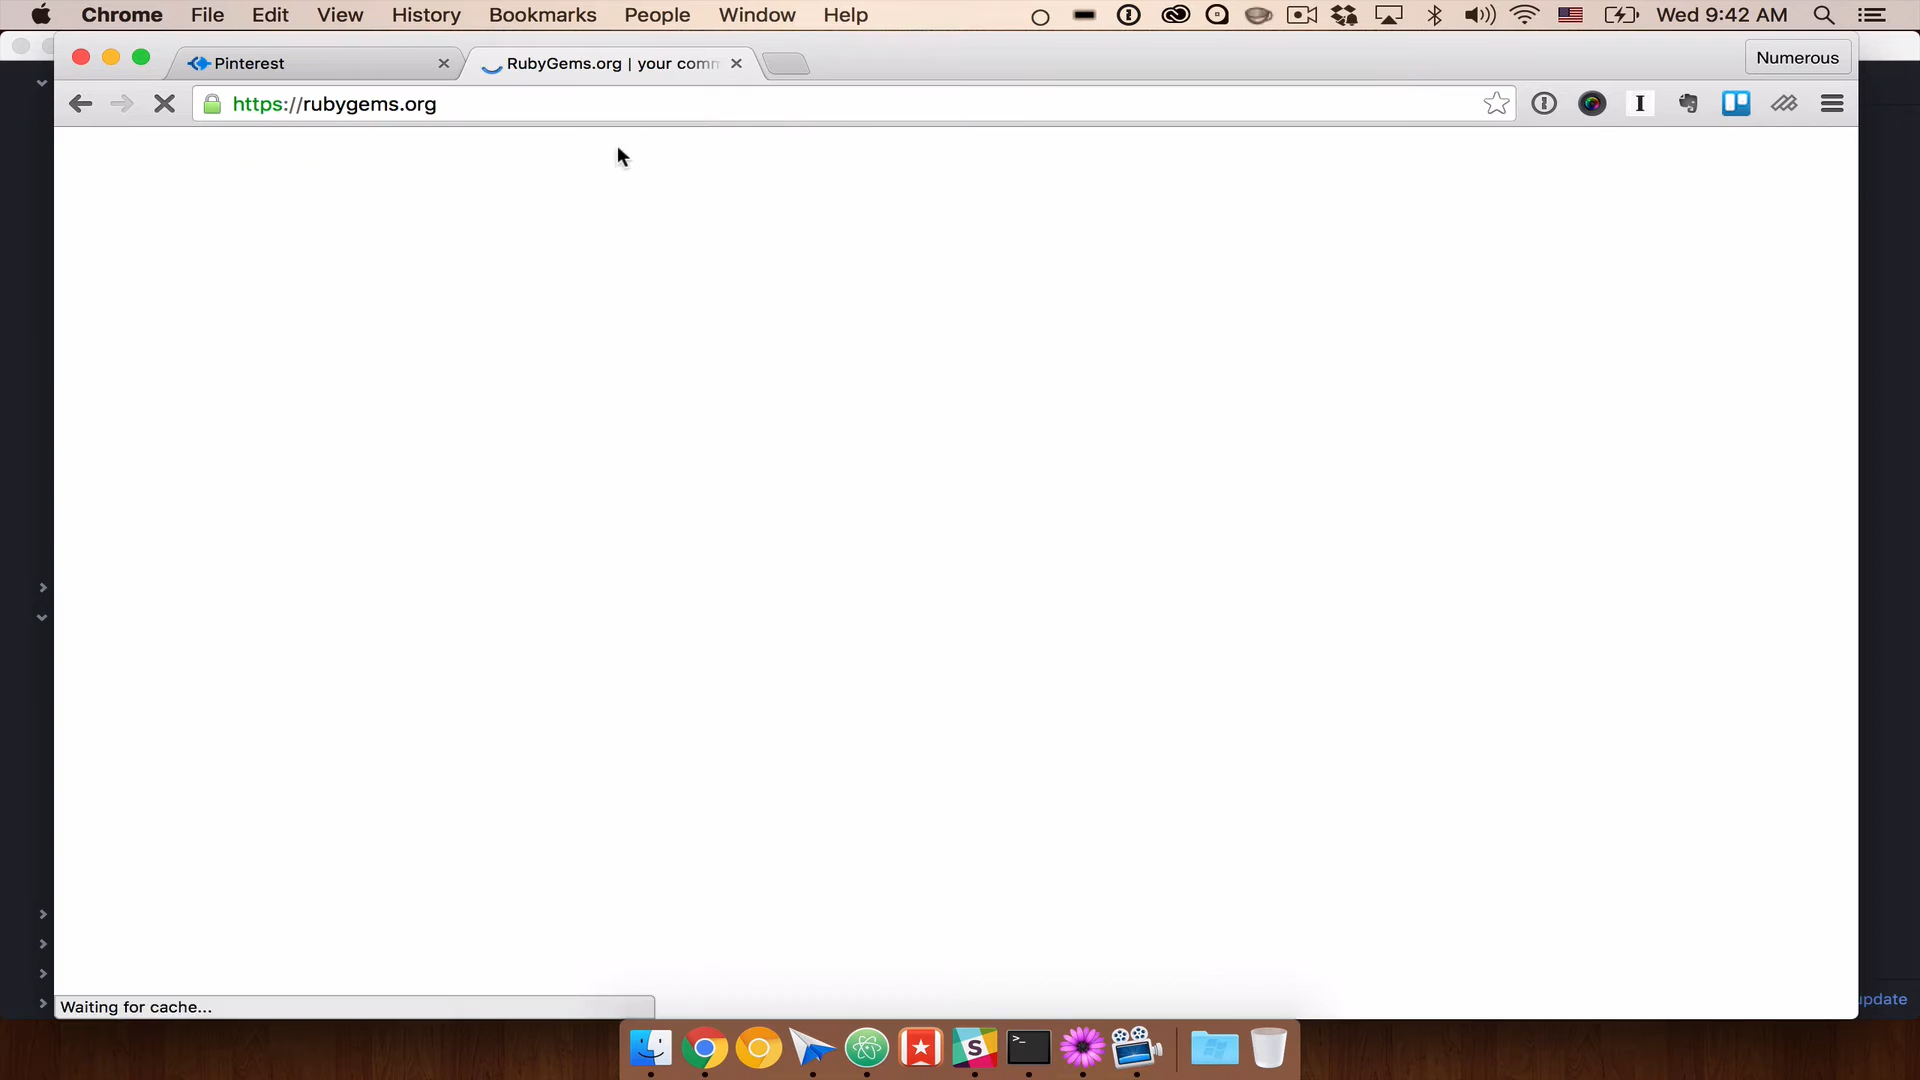 Chrome File Edit View History Bookmarks People Window Help Wed 9:42 AM
Pinterest RubyGems.org | your comm Numerous
https://rubygems.org
Waiting for cache...
update